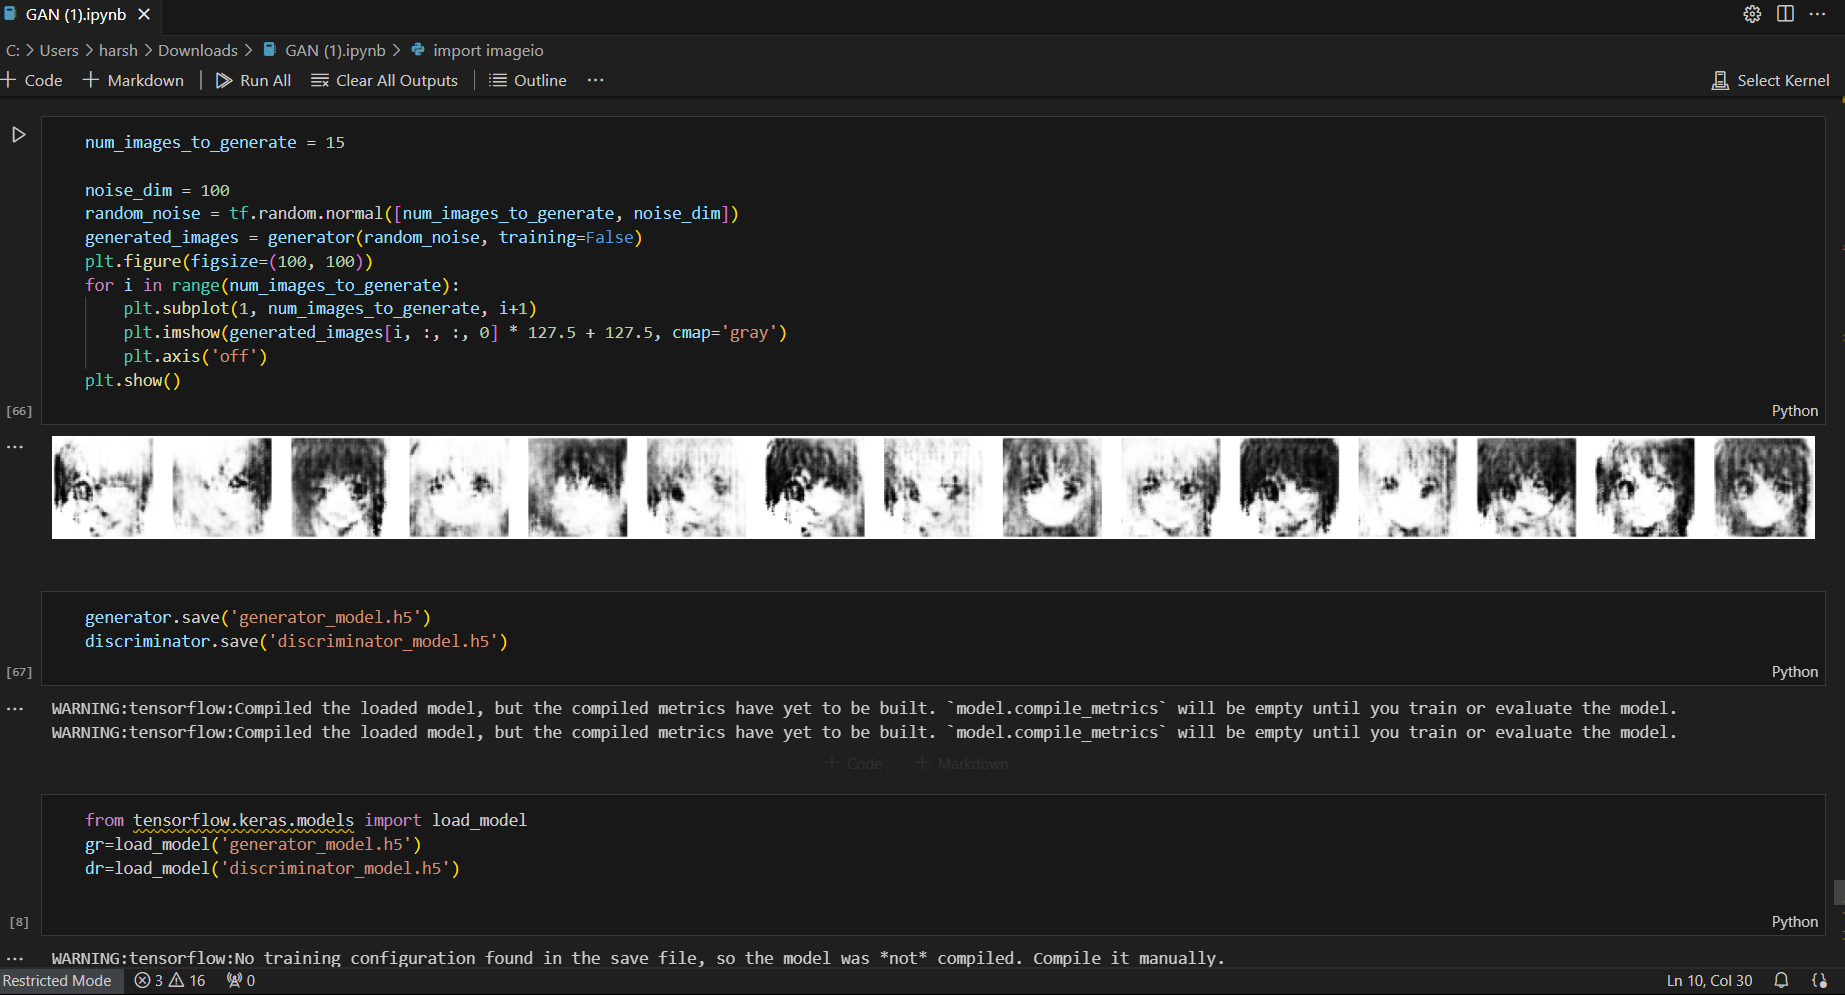 GAN (1).ipynb
C: > Users > harsh > Downloads > GAN (1).ipynb > import imageio
+ Code + Markdown | Run All Clear All Outputs | Outline ···
Select Kernel
num_images_to_generate = 15
noise_dim = 100
random_noise = tf.random.normal([num_images_to_generate, noise_dim])
generated_images = generator(random_noise, training=False)
plt.figure(figsize=(100, 100))
for i in range(num_images_to_generate):
    plt.subplot(1, num_images_to_generate, i+1)
    plt.imshow(generated_images[i, :, :, 0] * 127.5 + 127.5, cmap='gray')
    plt.axis('off')
plt.show()
[66]
Python
generator.save('generator_model.h5')
discriminator.save('discriminator_model.h5')
[67]
Python
WARNING:tensorflow:Compiled the loaded model, but the compiled metrics have yet to be built. `model.compile_metrics` will be empty until you train or evaluate the model.
WARNING:tensorflow:Compiled the loaded model, but the compiled metrics have yet to be built. `model.compile_metrics` will be empty until you train or evaluate the model.
+ Code + Markdown
from tensorflow.keras.models import load_model
gr=load_model('generator_model.h5')
dr=load_model('discriminator_model.h5')
[8]
Python
WARNING:tensorflow:No training configuration found in the save file, so the model was *not* compiled. Compile it manually.
Restricted Mode 3 16 0
Ln 10, Col 30